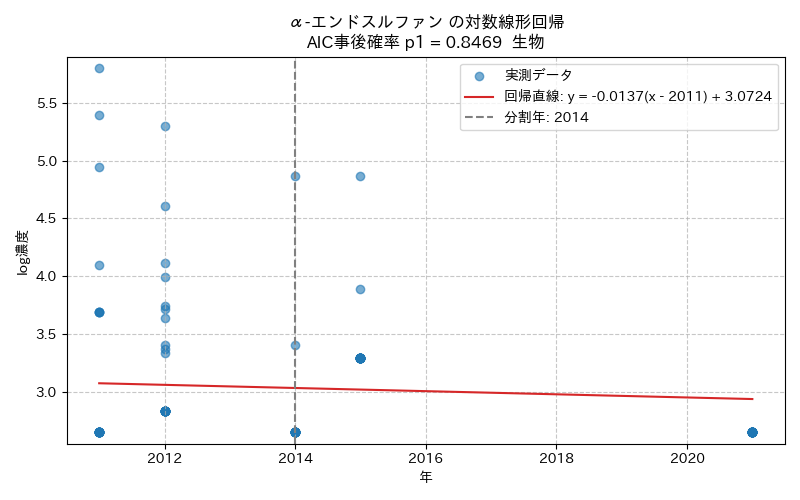 α-エンドスルファン の対数線形回帰
AIC事後確率 p1 = 0.8469  生物
実測データ
回帰直線: y = -0.0137(x - 2011) + 3.0724
分割年: 2014
log濃度
5.5
5.0
4.5
4.0
3.5
3.0
2012
2014
2016
2018
2020
年